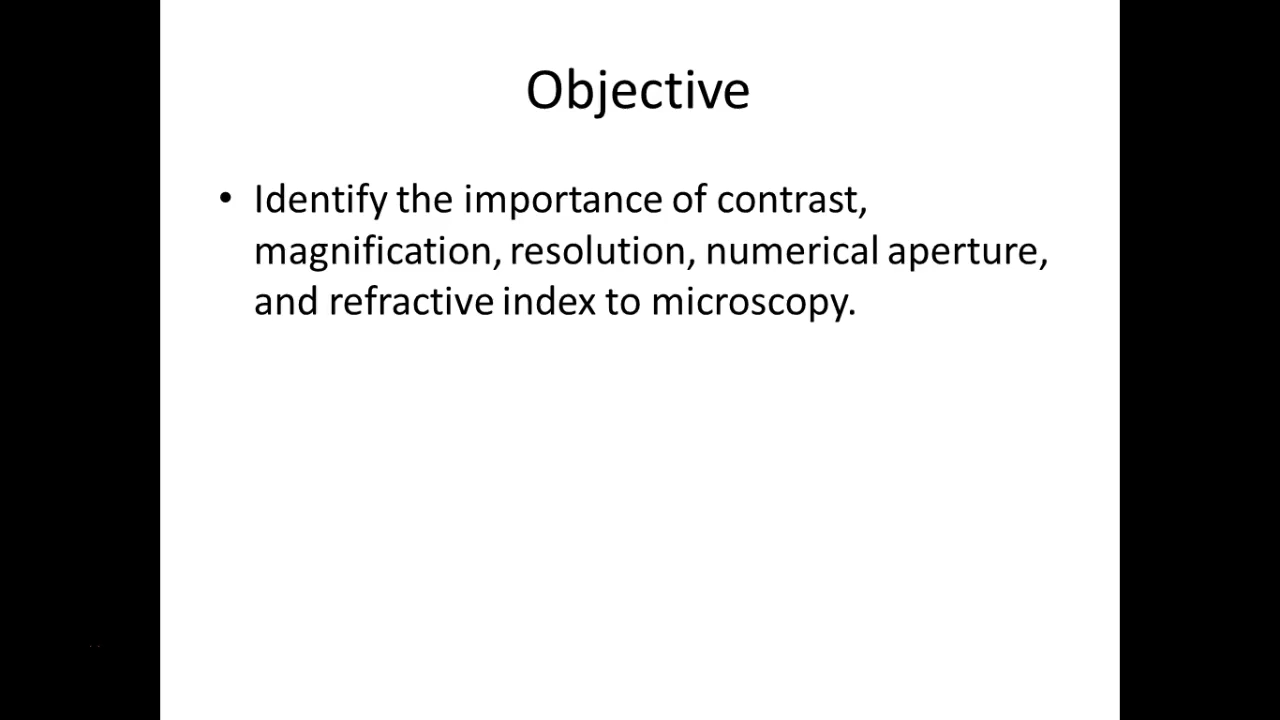 Objective
• Identify the importance of contrast,
magnification, resolution, numerical aperture,
and refractive index to microscopy.